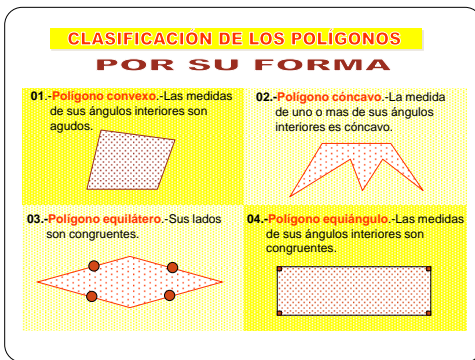 CLASIFICACIÓN DE LOS POLÍGONOS
POR SU FORMA
01.-Polígono convexo.-Las medidas
de sus ángulos interiores son
agudos.
02.-Polígono cóncavo.-La medida
de uno o mas de sus ángulos
interiores es cóncavo.
03.-Polígono equilátero.-Sus lados
son congruentes.
04.-Polígono equiángulo.-Las medidas
de sus ángulos interiores son
congruentes.